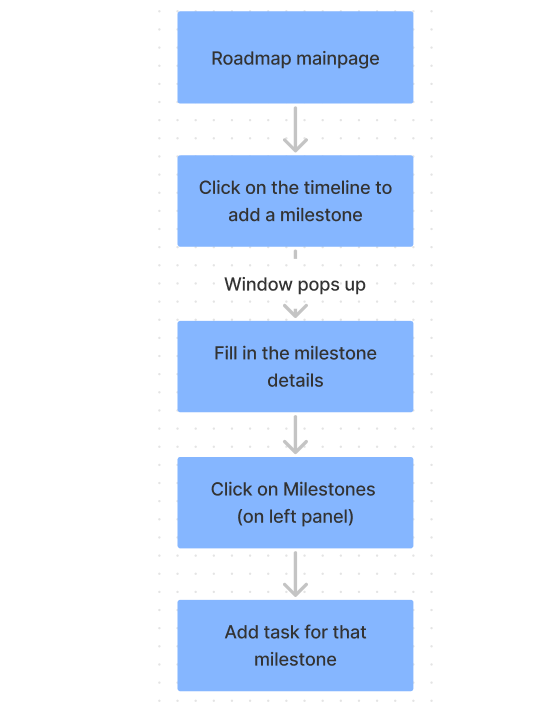 Roadmap mainpage
Click on the timeline to
add a milestone
Window pops up
Fill in the milestone
details
Click on Milestones
(on left panel)
Add task for that
milestone